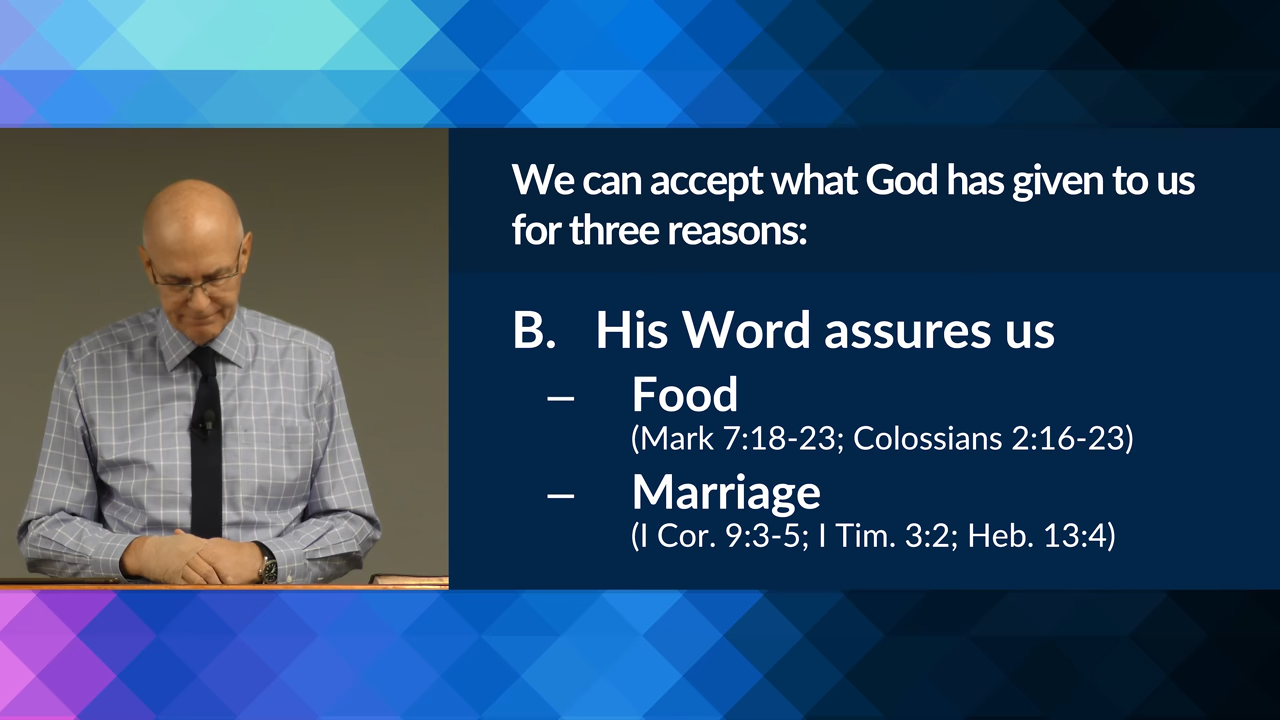 We can accept what God has given to us
for three reasons:
B. His Word assures us
– Food
(Mark 7:18-23; Colossians 2:16-23)
– Marriage
(I Cor. 9:3-5; I Tim. 3:2; Heb. 13:4)